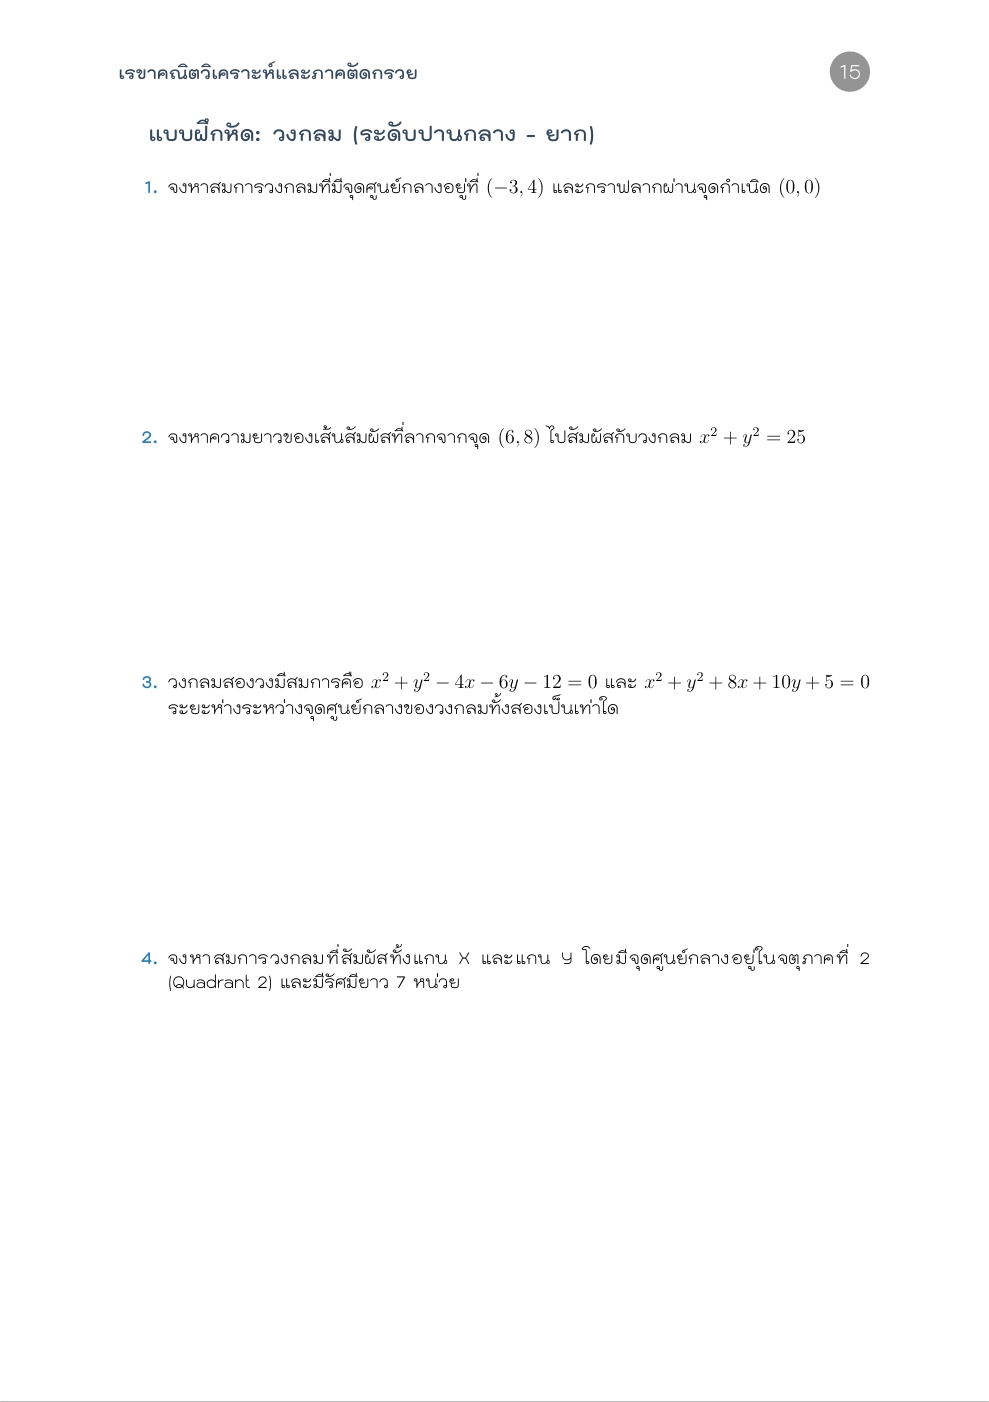 เรขาคณิตวิเคราะห์และภาคตัดกรวย 15
แบบฝึกหัด: วงกลม (ระดับปานกลาง - ยาก)
1. จงหาสมการวงกลมที่มีจุดศูนย์กลางอยู่ที่ (−3, 4) และกราฟลากผ่านจุดกำเนิด (0, 0)
2. จงหาความยาวของเส้นสัมผัสที่ลากจากจุด (6, 8) ไปสัมผัสกับวงกลม x² + y² = 25
3. วงกลมสองวงมีสมการคือ x² + y² − 4x − 6y − 12 = 0 และ x² + y² + 8x + 10y + 5 = 0
ระยะห่างระหว่างจุดศูนย์กลางของวงกลมทั้งสองเป็นเท่าใด
4. จงหาสมการวงกลมที่สัมผัสทั้งแกน X และแกน Y โดยมีจุดศูนย์กลางอยู่ในจตุภาคที่ 2
(Quadrant 2) และมีรัศมียาว 7 หน่วย